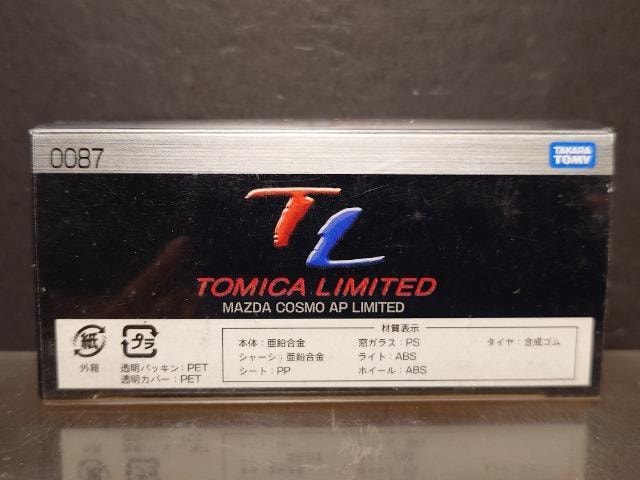 0087
TAKARA
TOMY
TL
TOMICA LIMITED
MAZDA COSMO AP LIMITED
材質表示
紙
外箱
プラ
透明パッキン：PET
透明カバー：PET
本体：亜鉛合金
シャーシ：亜鉛合金
シート：PP
窓ガラス：PS
ライト：ABS
ホイール：ABS
タイヤ：合成ゴム